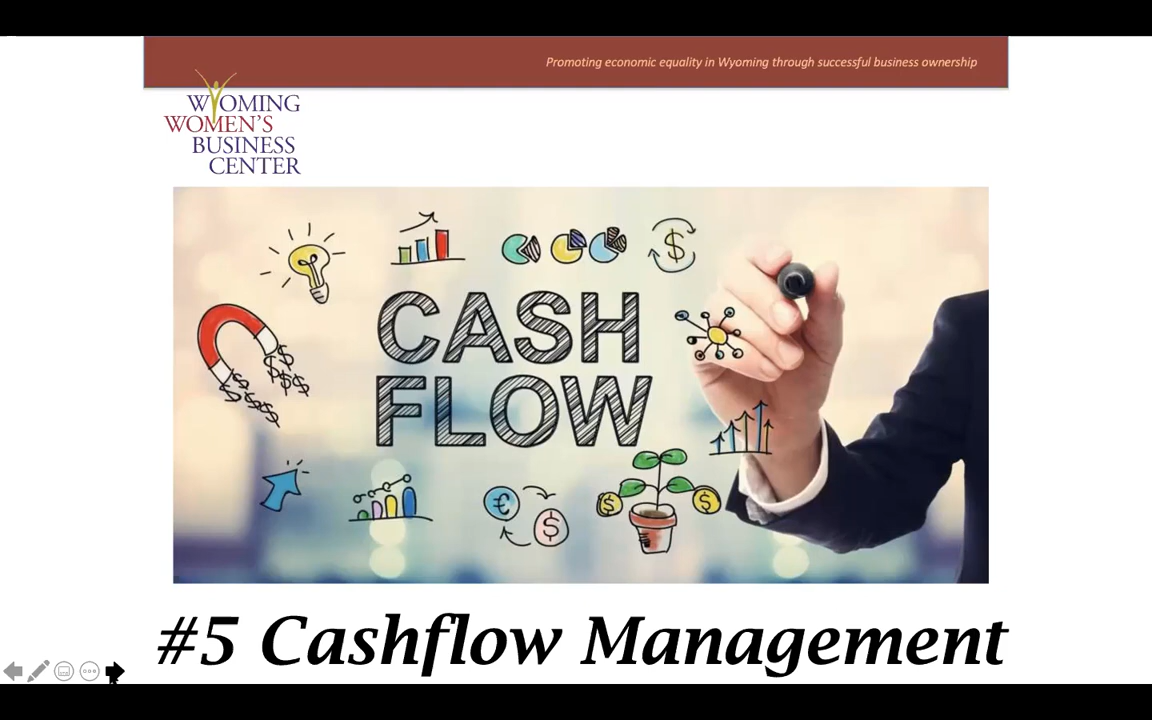 Promoting economic equality in Wyoming through successful business ownership
WYOMING
WOMEN'S
BUSINESS
CENTER
$
CASH
FLOW
$ $ $ $ $ $ $ $
€
$
$ $
#5 Cashflow Management